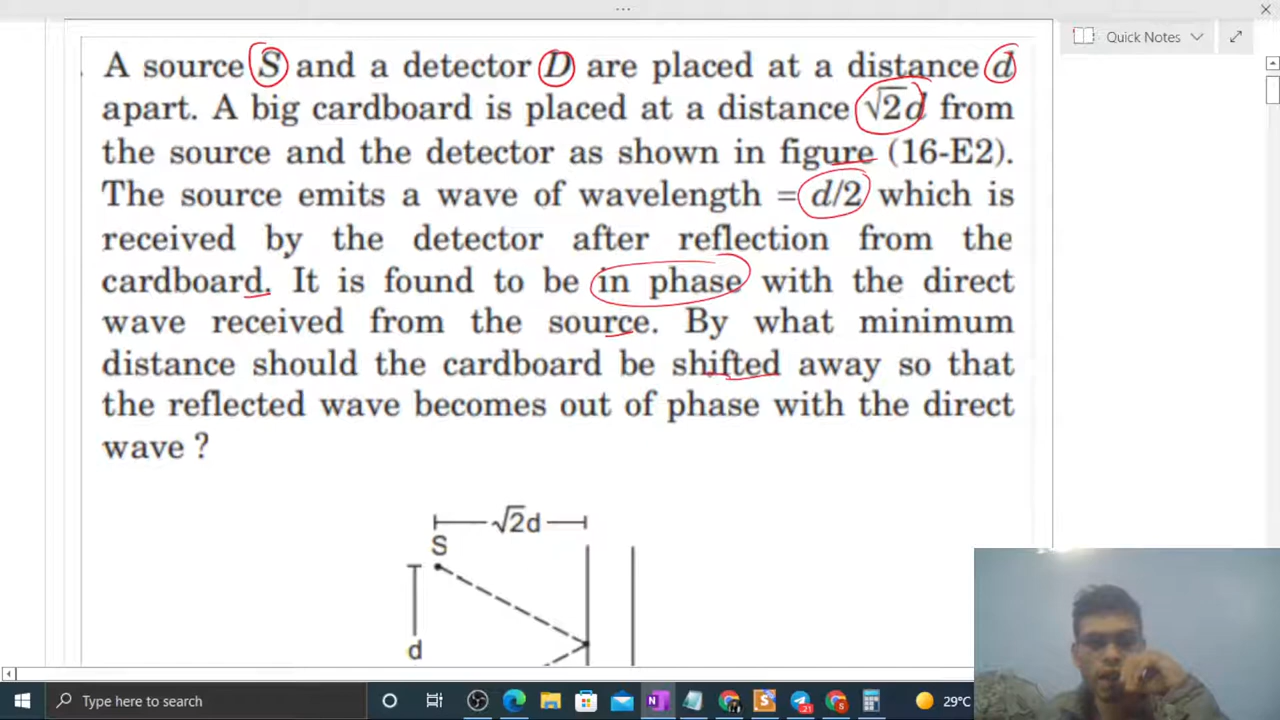 ...
Quick Notes
A source S and a detector D are placed at a distance d
apart. A big cardboard is placed at a distance √2d from
the source and the detector as shown in figure (16-E2).
The source emits a wave of wavelength = d/2 which is
received by the detector after reflection from the
cardboard. It is found to be in phase with the direct
wave received from the source. By what minimum
distance should the cardboard be shifted away so that
the reflected wave becomes out of phase with the direct
wave ?
√2d
S
d
Type here to search
21
29°C